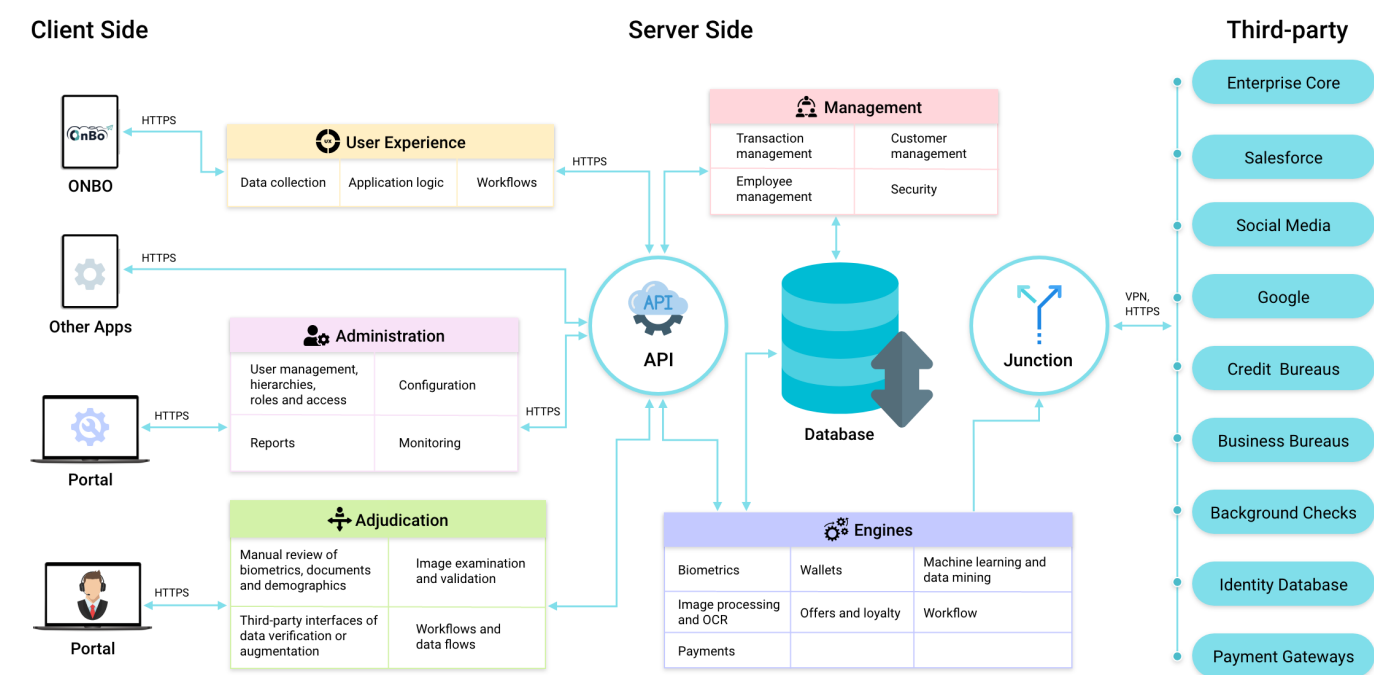 Client Side
Server Side
Third-party
OnBo
ONBO
HTTPS
User Experience
UX
Data collection
Application logic
Workflows
HTTPS
Other Apps
HTTPS
Administration
User management,
hierarchies,
roles and access
Configuration
Reports
Monitoring
HTTPS
Portal
HTTPS
Adjudication
Manual review of
biometrics, documents
and demographics
Image examination
and validation
Third-party interfaces of
data verification or
augmentation
Workflows and
data flows
Portal
HTTPS
API
API
Management
Transaction
management
Customer
management
Employee
management
Security
Database
Engines
Biometrics
Wallets
Machine learning and
data mining
Image processing
and OCR
Offers and loyalty
Workflow
Payments
Junction
VPN,
HTTPS
Enterprise Core
Salesforce
Social Media
Google
Credit Bureaus
Business Bureaus
Background Checks
Identity Database
Payment Gateways